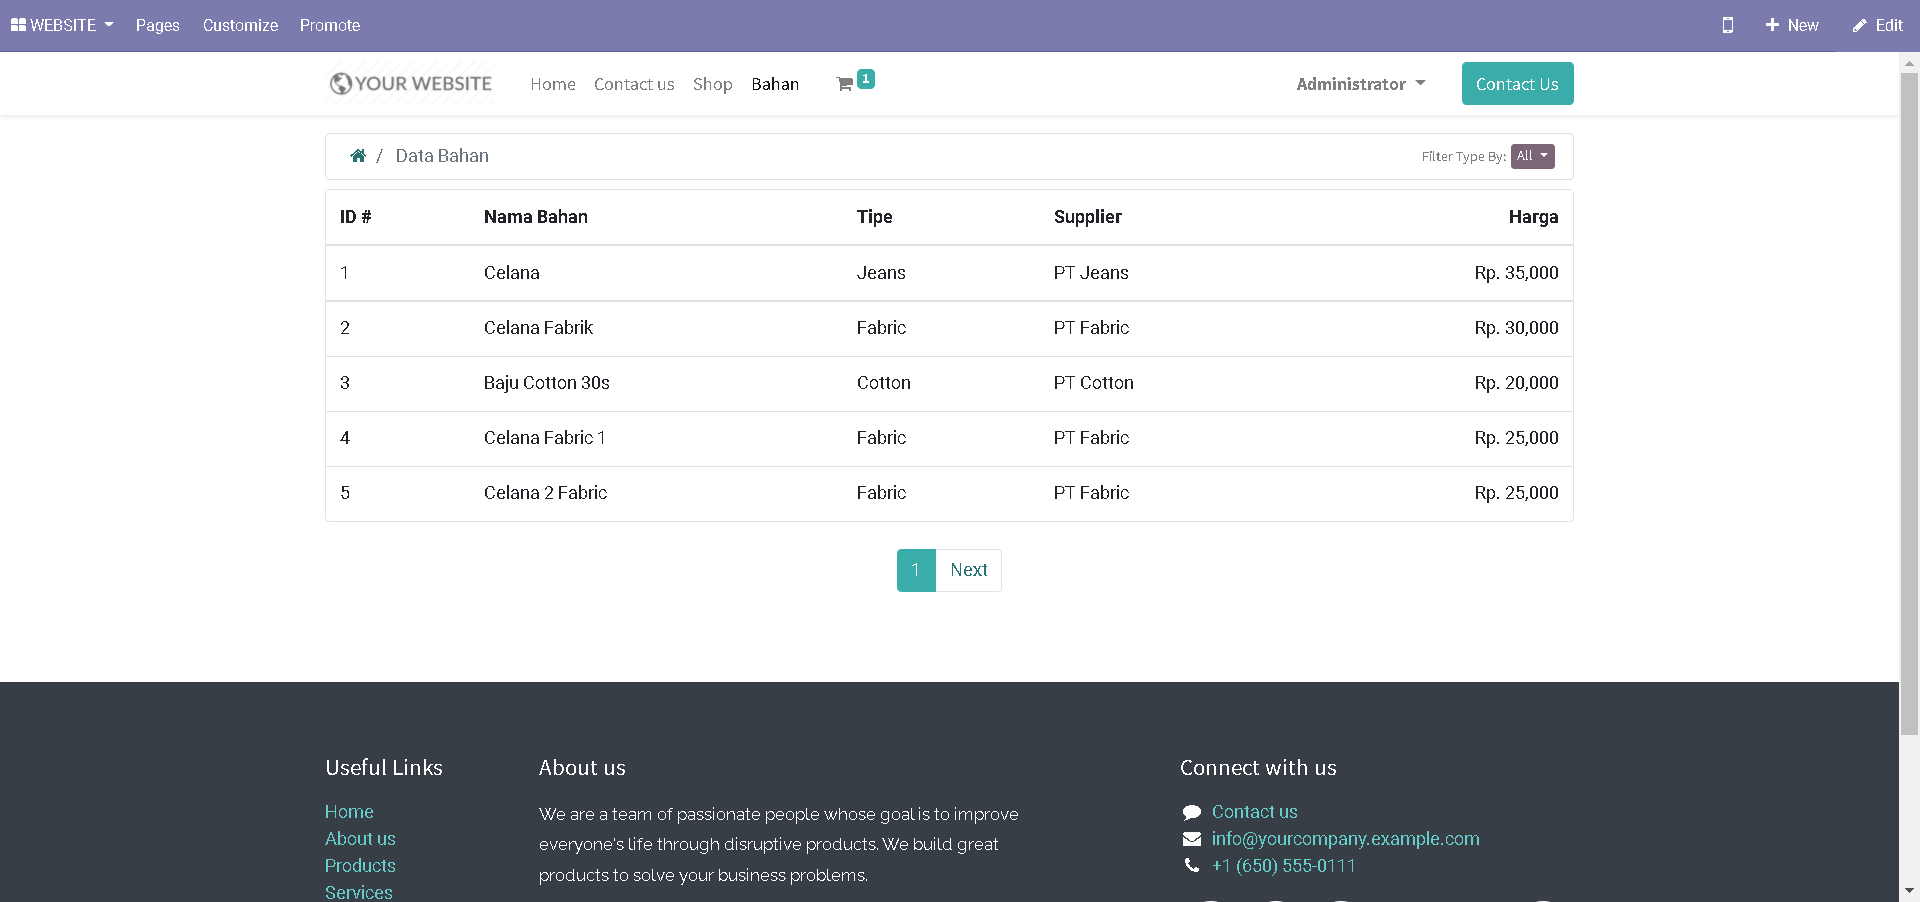 WEBSITE Pages Customize Promote New Edit
YOUR WEBSITE Home Contact us Shop Bahan 1 Administrator Contact Us
/ Data Bahan Filter Type By: All
ID # Nama Bahan Tipe Supplier Harga
1 Celana Jeans PT Jeans Rp. 35,000
2 Celana Fabrik Fabric PT Fabric Rp. 30,000
3 Baju Cotton 30s Cotton PT Cotton Rp. 20,000
4 Celana Fabric 1 Fabric PT Fabric Rp. 25,000
5 Celana 2 Fabric Fabric PT Fabric Rp. 25,000
1 Next
Useful Links
Home
About us
Products
Services
About us
We are a team of passionate people whose goal is to improve
everyone's life through disruptive products. We build great
products to solve your business problems.
Connect with us
Contact us
info@yourcompany.example.com
+1 (650) 555-0111